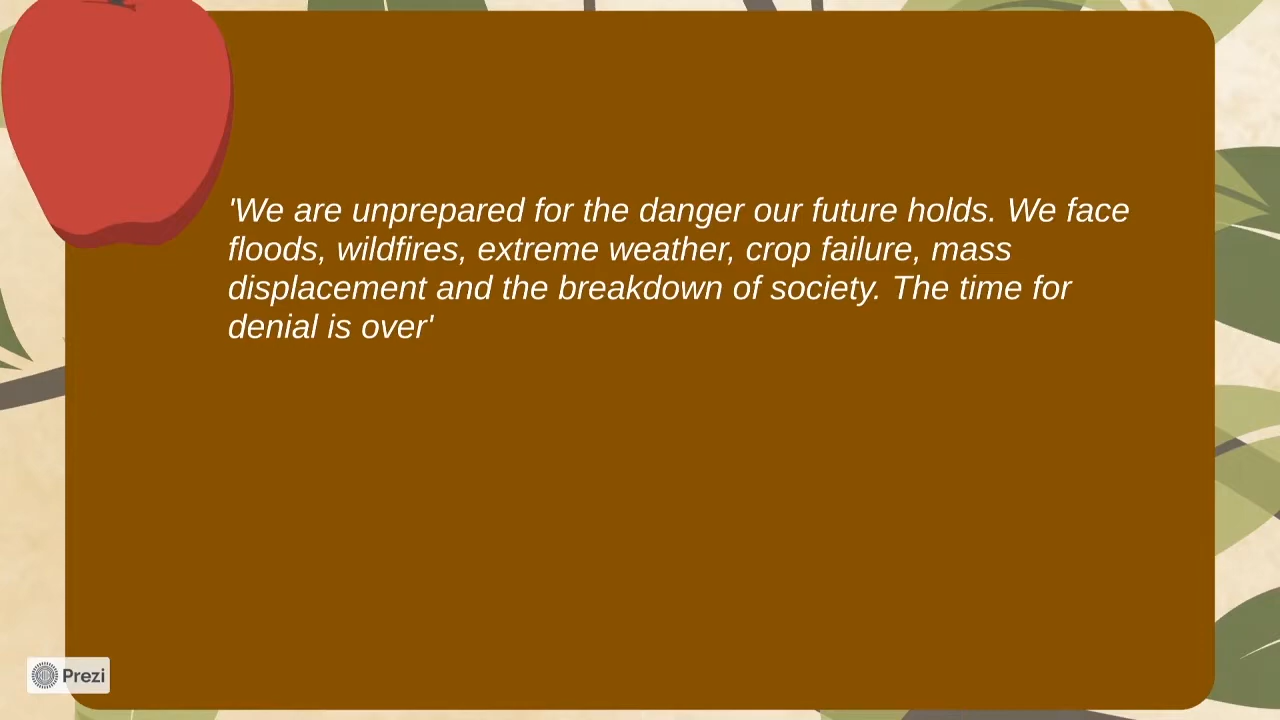 'We are unprepared for the danger our future holds. We face
floods, wildfires, extreme weather, crop failure, mass
displacement and the breakdown of society. The time for
denial is over'
Prezi